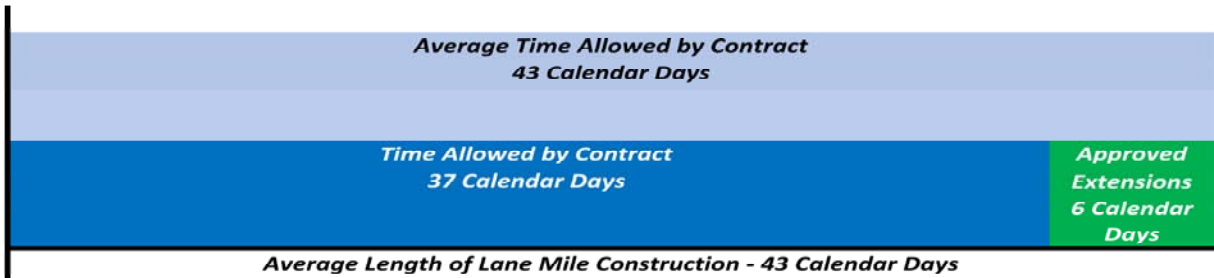 Average Time Allowed by Contract
43 Calendar Days
Time Allowed by Contract
37 Calendar Days
Approved
Extensions
6 Calendar
Days
Average Length of Lane Mile Construction - 43 Calendar Days